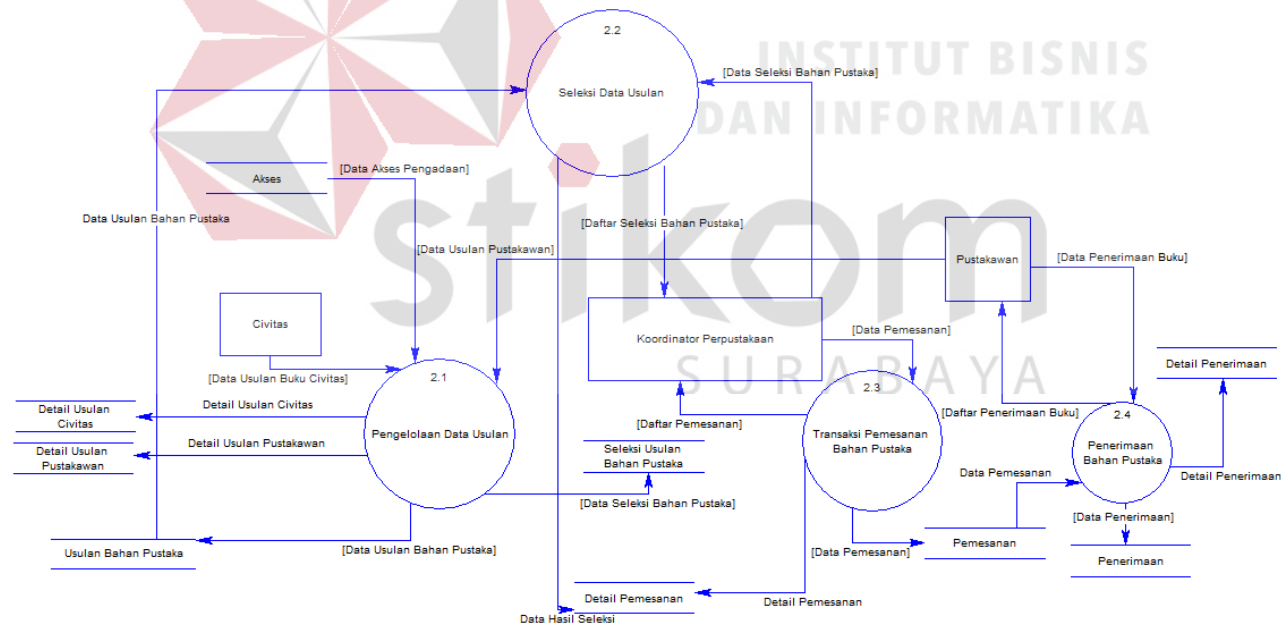 2.2
Seleksi Data Usulan
[Data Seleksi Bahan Pustaka]
INSTITUT BISNIS
DAN INFORMATIKA
Akses
[Data Akses Pengadaan]
Data Usulan Bahan Pustaka
[Daftar Seleksi Bahan Pustaka]
stikom
SURABAYA
[Data Usulan Pustakawan]
Pustakawan
[Data Penerimaan Buku]
Civitas
Koordinator Perpustakaan
[Data Pemesanan]
[Data Usulan Buku Civitas]
2.1
Pengelolaan Data Usulan
Detail Usulan Civitas
Detail Usulan
Civitas
Detail Usulan Pustakawan
Detail Usulan
Pustakawan
[Daftar Pemesanan]
2.3
Transaksi Pemesanan
Bahan Pustaka
[Daftar Penerimaan Buku]
2.4
Penerimaan
Bahan Pustaka
Detail Penerimaan
Detail Penerimaan
Seleksi Usulan
Bahan Pustaka
[Data Seleksi Bahan Pustaka]
Data Pemesanan
[Data Penerimaan]
Usulan Bahan Pustaka
[Data Usulan Bahan Pustaka]
[Data Pemesanan]
Pemesanan
Penerimaan
Detail Pemesanan
Detail Pemesanan
Data Hasil Seleksi